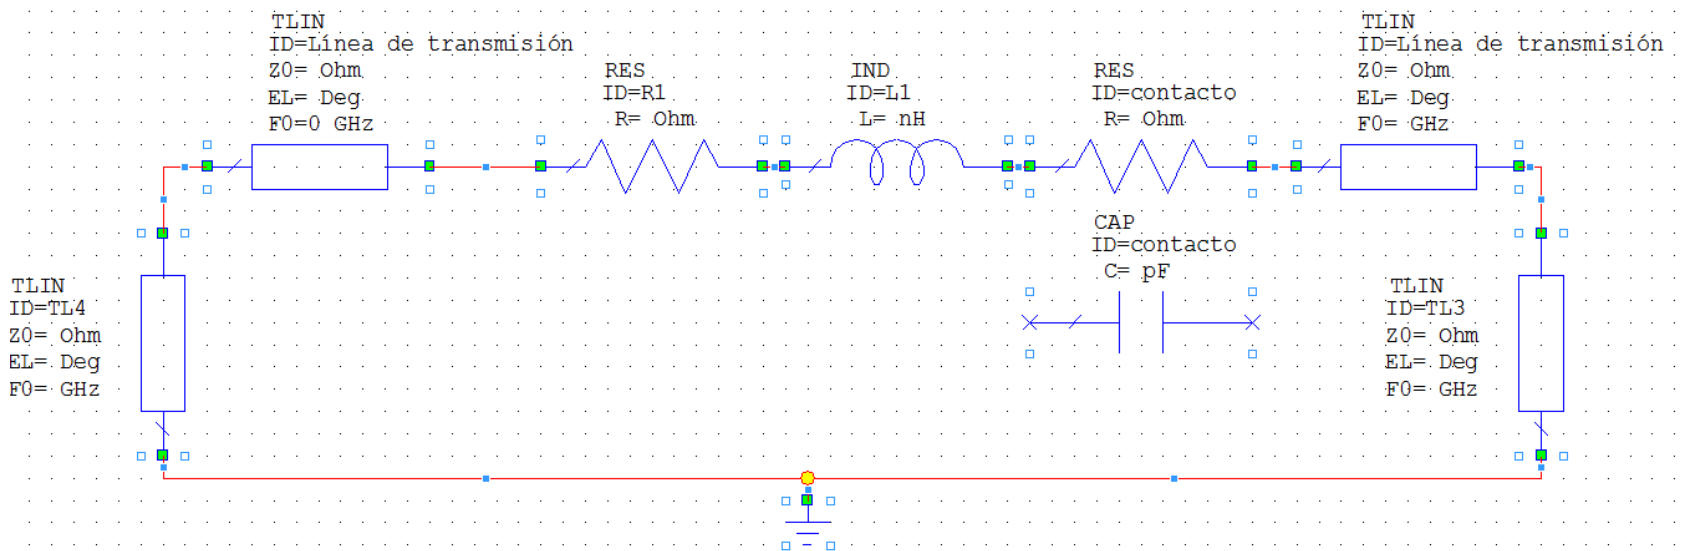 TLIN
ID=Línea de transmisión
Z0= Ohm
EL= Deg
F0=0 GHz
RES
ID=R1
R= Ohm
IND
ID=L1
L= nH
RES
ID=contacto
R= Ohm
TLIN
ID=Línea de transmisión
Z0= Ohm
EL= Deg
F0= GHz
CAP
ID=contacto
C= pF
TLIN
ID=TL4
Z0= Ohm
EL= Deg
F0= GHz
TLIN
ID=TL3
Z0= Ohm
EL= Deg
F0= GHz